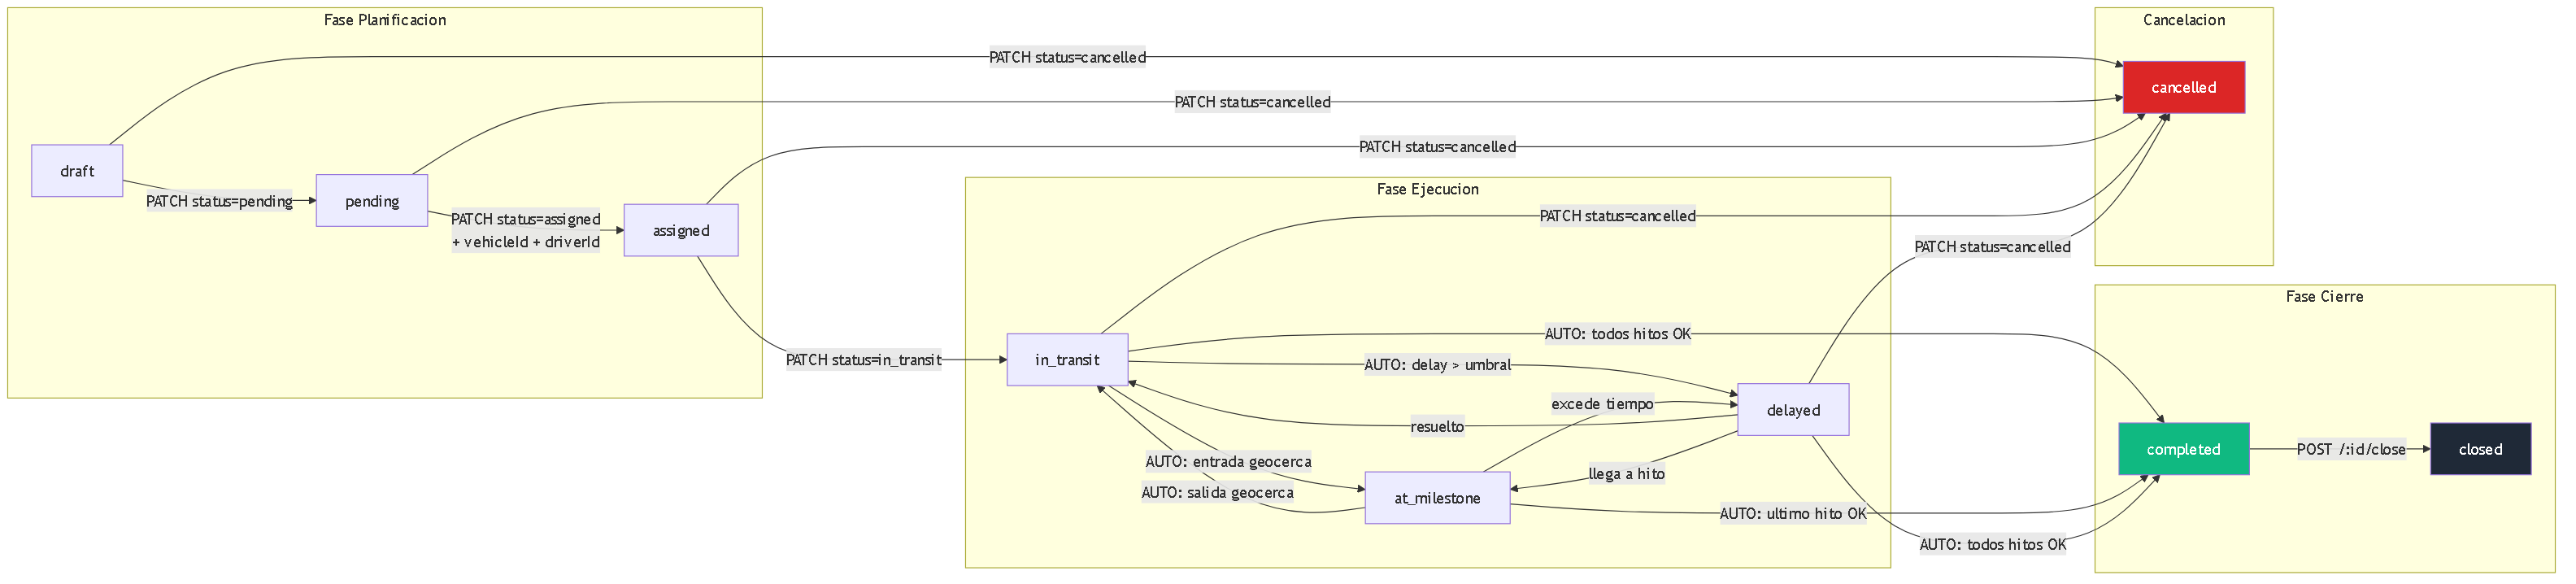 Fase Planificacion
Cancelacion
PATCH status=cancelled
cancelled
PATCH status=cancelled
PATCH status=cancelled
draft
PATCH status=pending
pending
PATCH status=assigned
+ vehicleId + driverId
assigned
Fase Ejecucion
PATCH status=cancelled
PATCH status=cancelled
Fase Cierre
PATCH status=in_transit
in_transit
AUTO: todos hitos OK
AUTO: delay > umbral
excede tiempo
delayed
resuelto
AUTO: entrada geocerca
AUTO: salida geocerca
llega a hito
at_milestone
AUTO: ultimo hito OK
AUTO: todos hitos OK
completed
POST /:id/close
closed